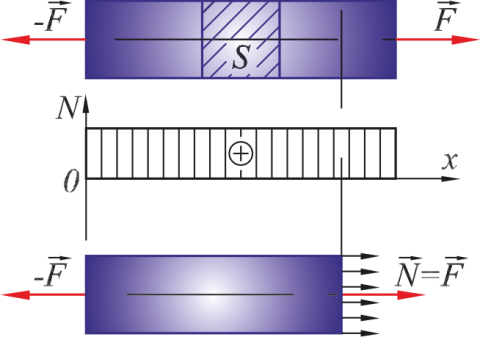 -F⃗ F⃗
S
N
+
0 x
-F⃗ N⃗=F⃗